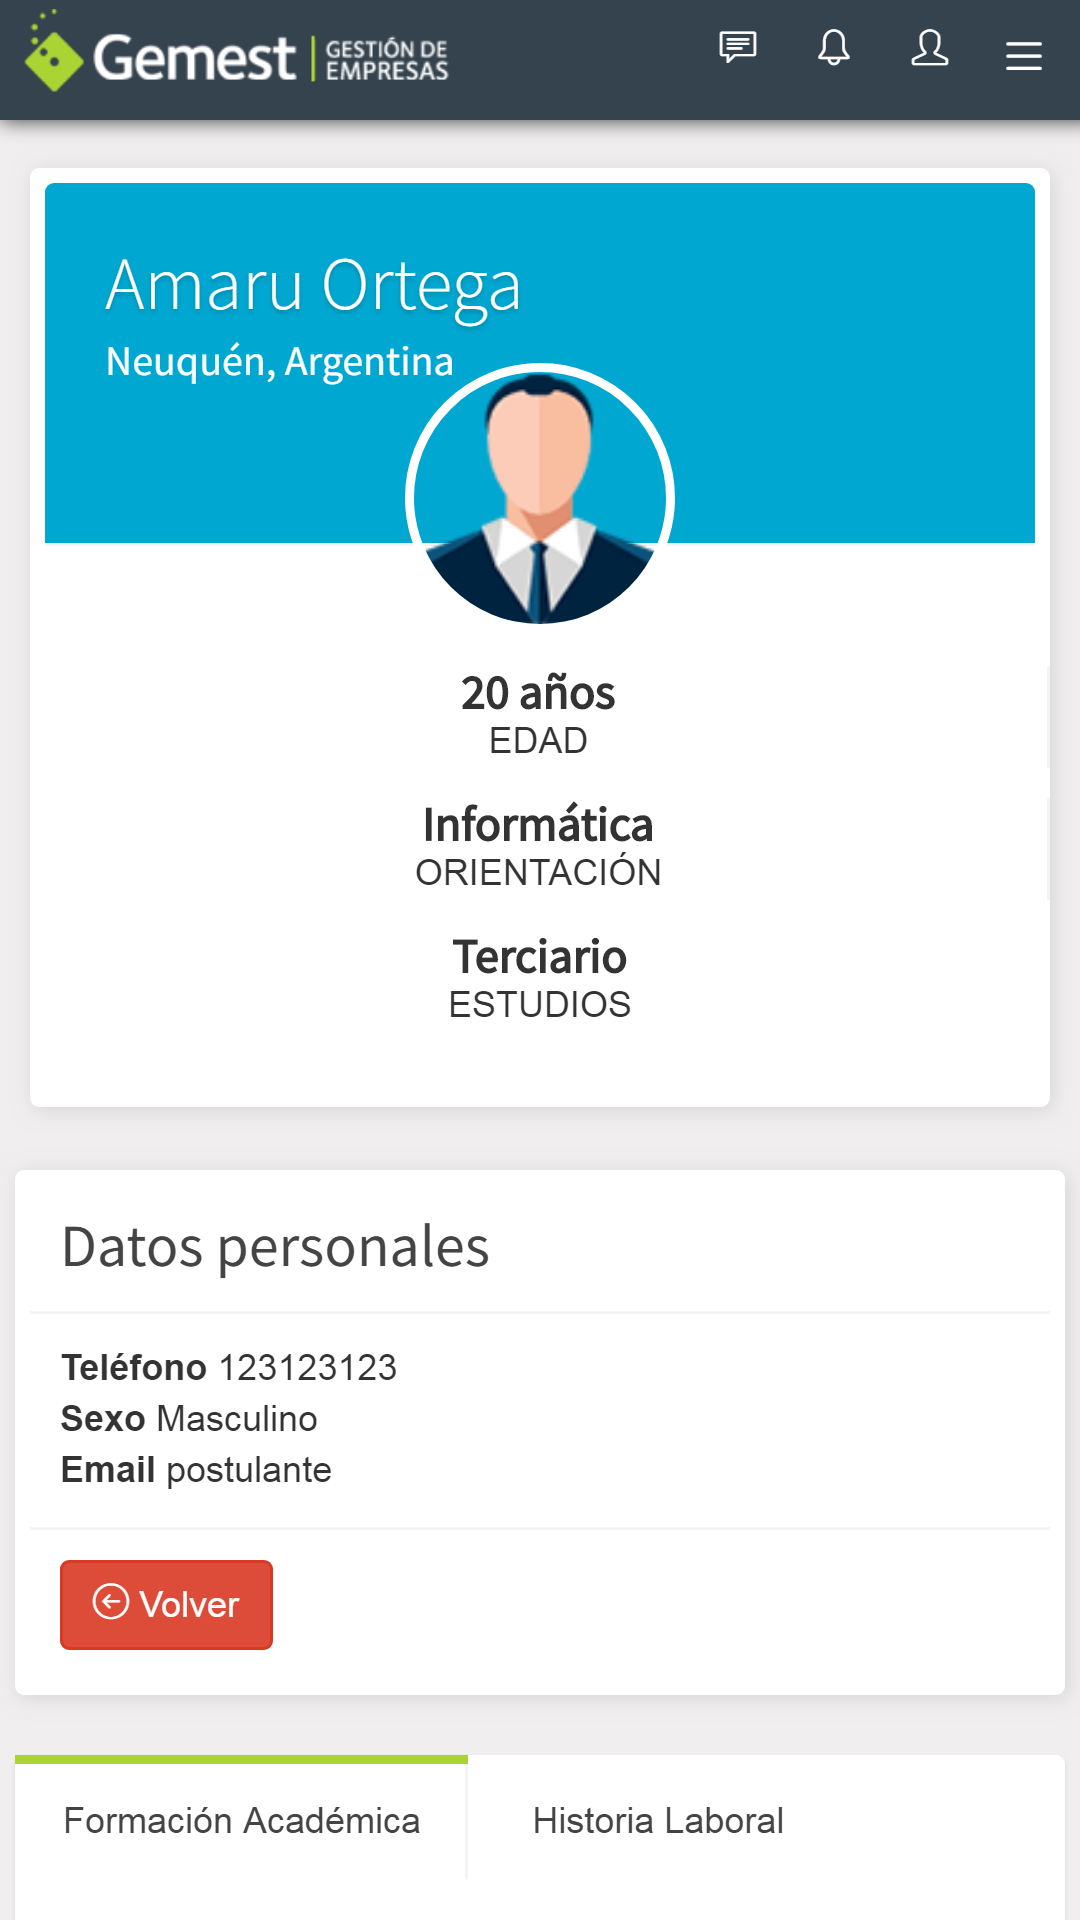 Gemest
GESTIÓN DE
EMPRESAS
Amaru Ortega
Neuquén, Argentina
20 años
EDAD
Informática
ORIENTACIÓN
Terciario
ESTUDIOS
Datos personales
Teléfono 123123123
Sexo Masculino
Email postulante
Volver
Formación Académica
Historia Laboral